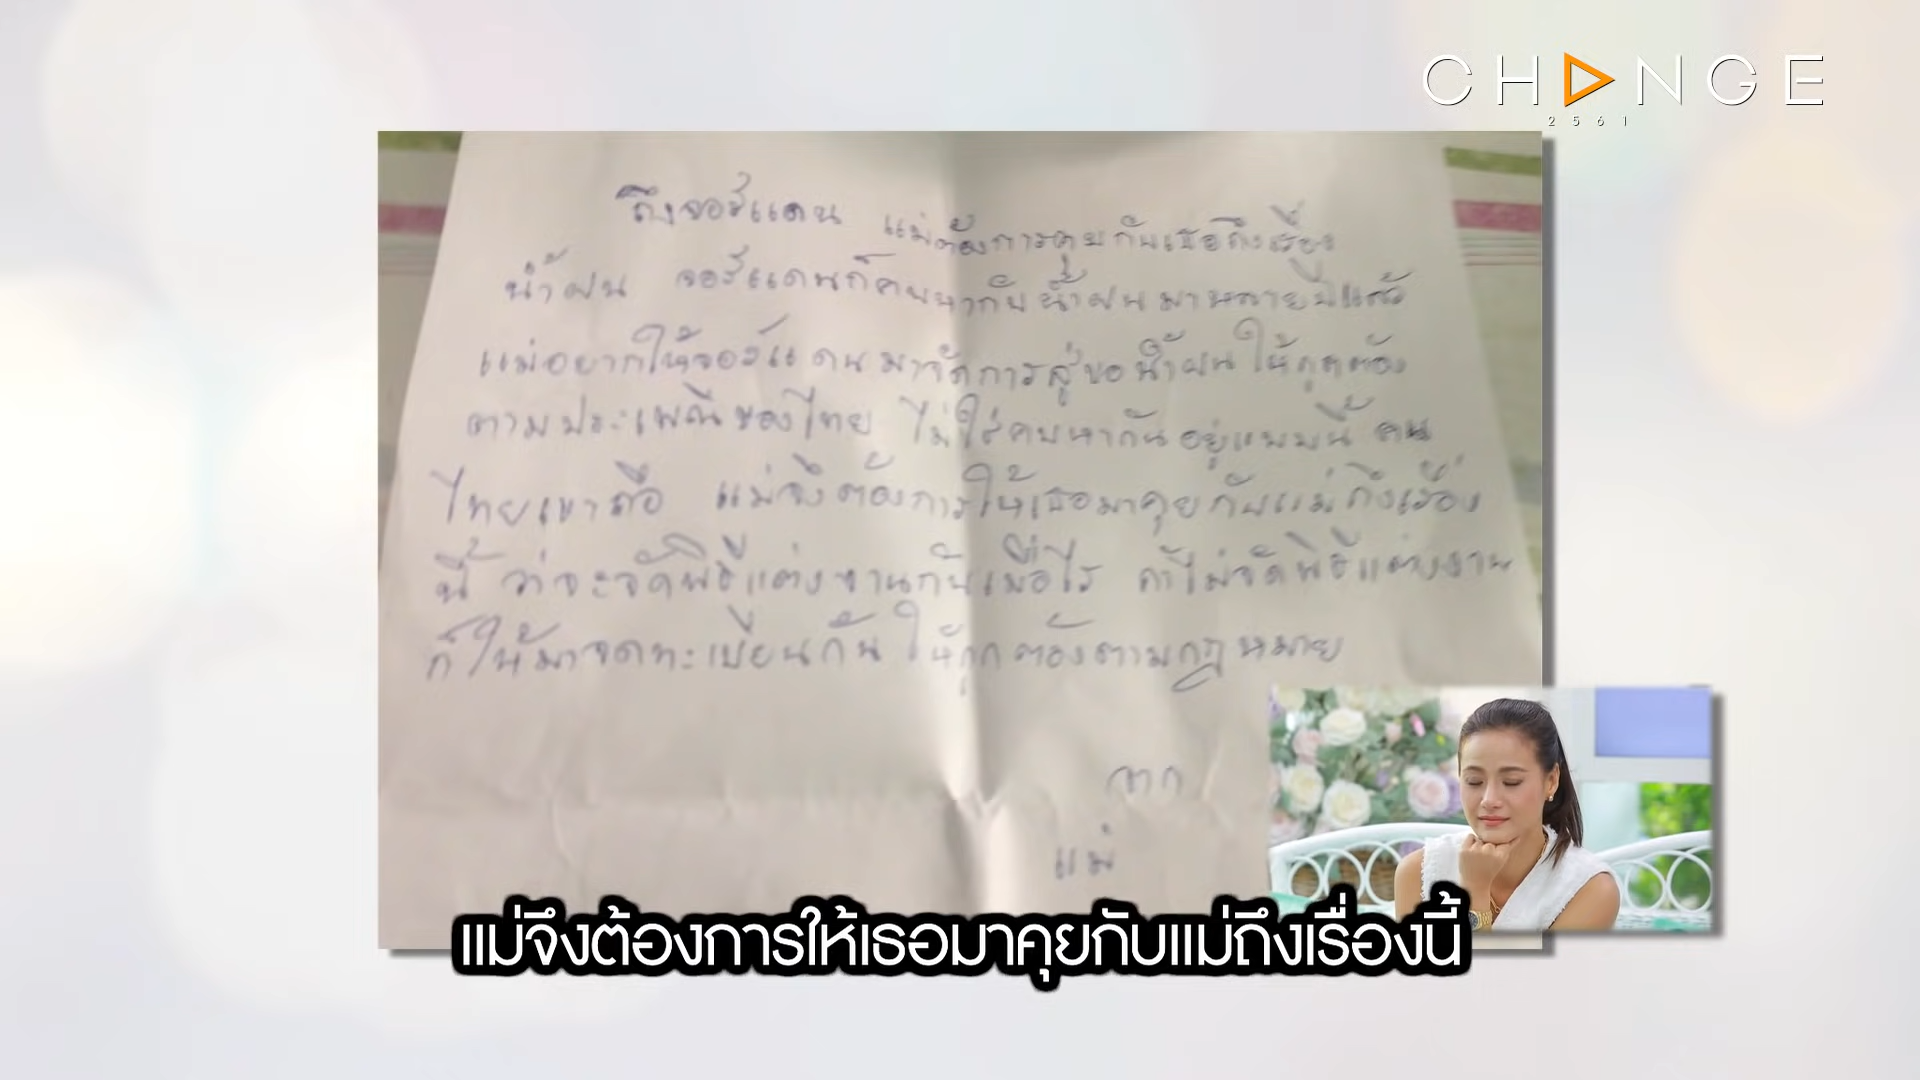 CHANGE
2561
ถึงจอร์แดน แม่ต้องการคุยกับเธอถึงเรื่อง
น้ำฝน จอร์แดนก็คบหากับน้ำฝนมาหลายปีแล้ว
แม่อยากให้จอร์แดนมาจัดการสู่ขอน้ำฝนให้ถูกต้อง
ตามประเพณีของไทย ไม่ใช่คบหากันอยู่แบบนี้ คน
ไทยเขาถือ แม่จึงต้องการให้เธอมาคุยกับแม่ถึงเรื่อง
นี้ ว่าจะจัดพิธีแต่งงานกันเมื่อไร ถ้าไม่จัดพิธีแต่งงาน
ก็ให้มาจดทะเบียนกันให้ถูกต้องตามกฎหมาย
จาก
แม่
แม่จึงต้องการให้เธอมาคุยกับแม่ถึงเรื่องนี้